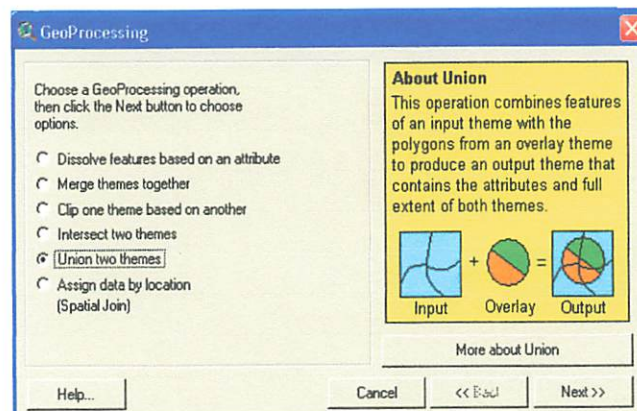 GeoProcessing
Choose a GeoProcessing operation,
then click the Next button to choose
options.
Dissolve features based on an attribute
Merge themes together
Clip one theme based on another
Intersect two themes
Union two themes
Assign data by location
(Spatial Join)
About Union
This operation combines features
of an input theme with the
polygons from an overlay theme
to produce an output theme that
contains the attributes and full
extent of both themes.
+ =
Input Overlay Output
More about Union
Help... Cancel << Back Next >>